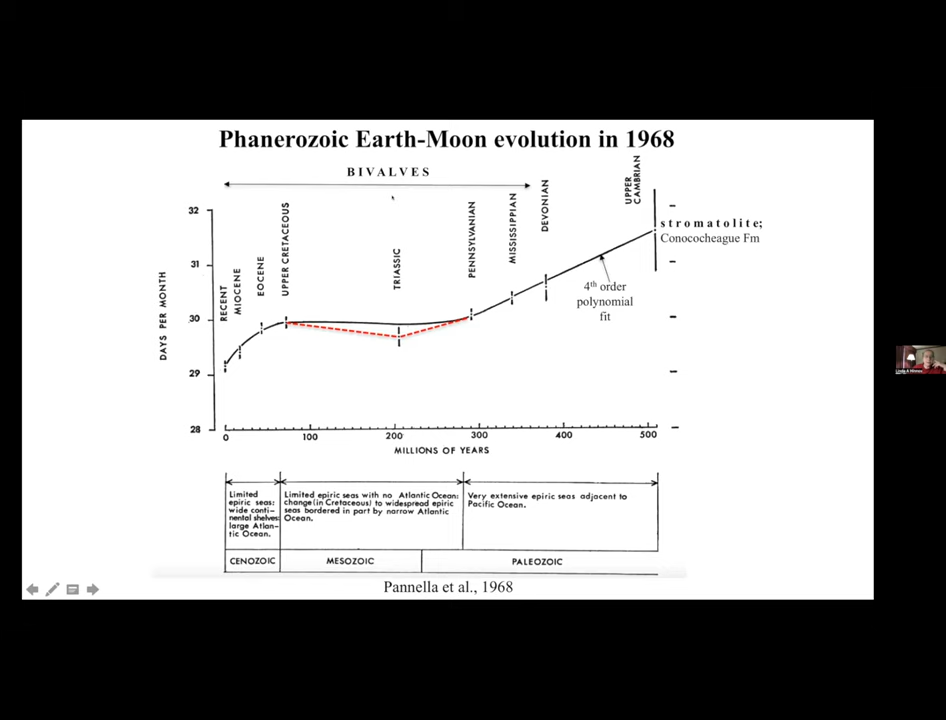 Phanerozoic Earth-Moon evolution in 1968
BIVALVES
32
31
30
29
28
DAYS PER MONTH
RECENT
MIOCENE
EOCENE
UPPER CRETACEOUS
TRIASSIC
PENNSYLVANIAN
MISSISSIPPIAN
DEVONIAN
UPPER
CAMBRIAN
stromatolite;
Conococheague Fm
4th order
polynomial
fit
0
100
200
300
400
500
MILLIONS OF YEARS
Limited
epiric seas:
wide conti-
nental shelves
large Atlan-
tic Ocean.
Limited epiric seas with no Atlantic Ocean:
change(in Cretaceous) to widespread epiric
seas bordered in part by narrow Atlantic
Ocean.
Very extensive epiric seas adjacent to
Pacific Ocean.
CENOZOIC
MESOZOIC
PALEOZOIC
Pannella et al., 1968